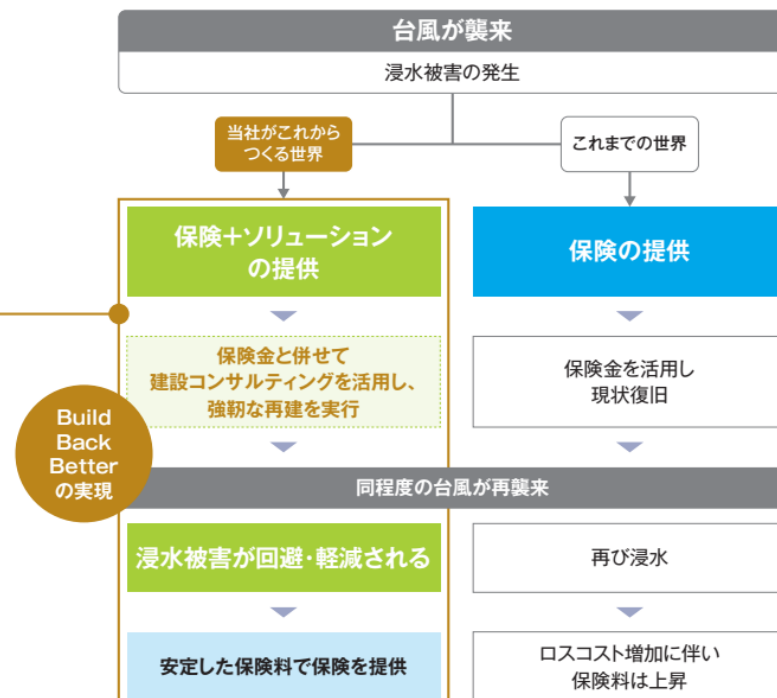 台風が襲来
浸水被害の発生
当社がこれから
つくる世界
これまでの世界
保険＋ソリューション
の提供
保険の提供
保険金と併せて
建設コンサルティングを活用し、
強靭な再建を実行
保険金を活用し
現状復旧
Build
Back
Better
の実現
同程度の台風が再襲来
浸水被害が回避・軽減される
再び浸水
安定した保険料で保険を提供
ロスコスト増加に伴い
保険料は上昇